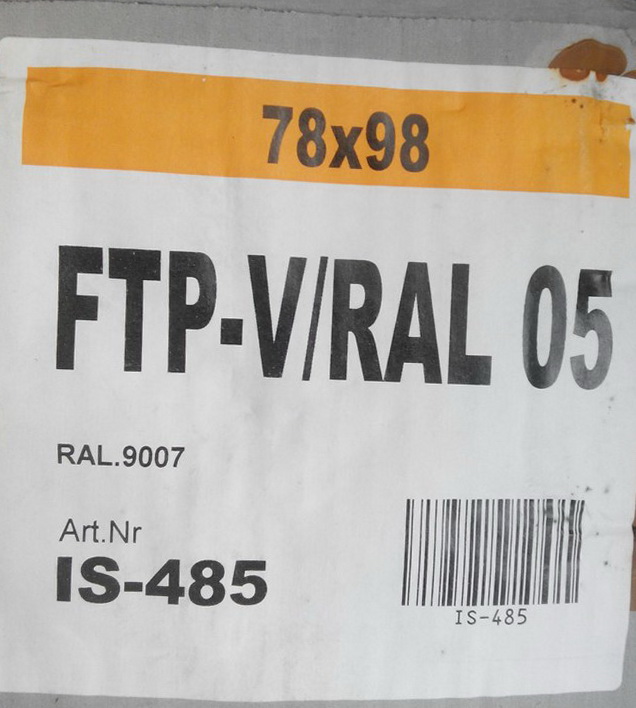 78x98
FTP-V/RAL 05
RAL.9007
Art.Nr
IS-485
IS-485